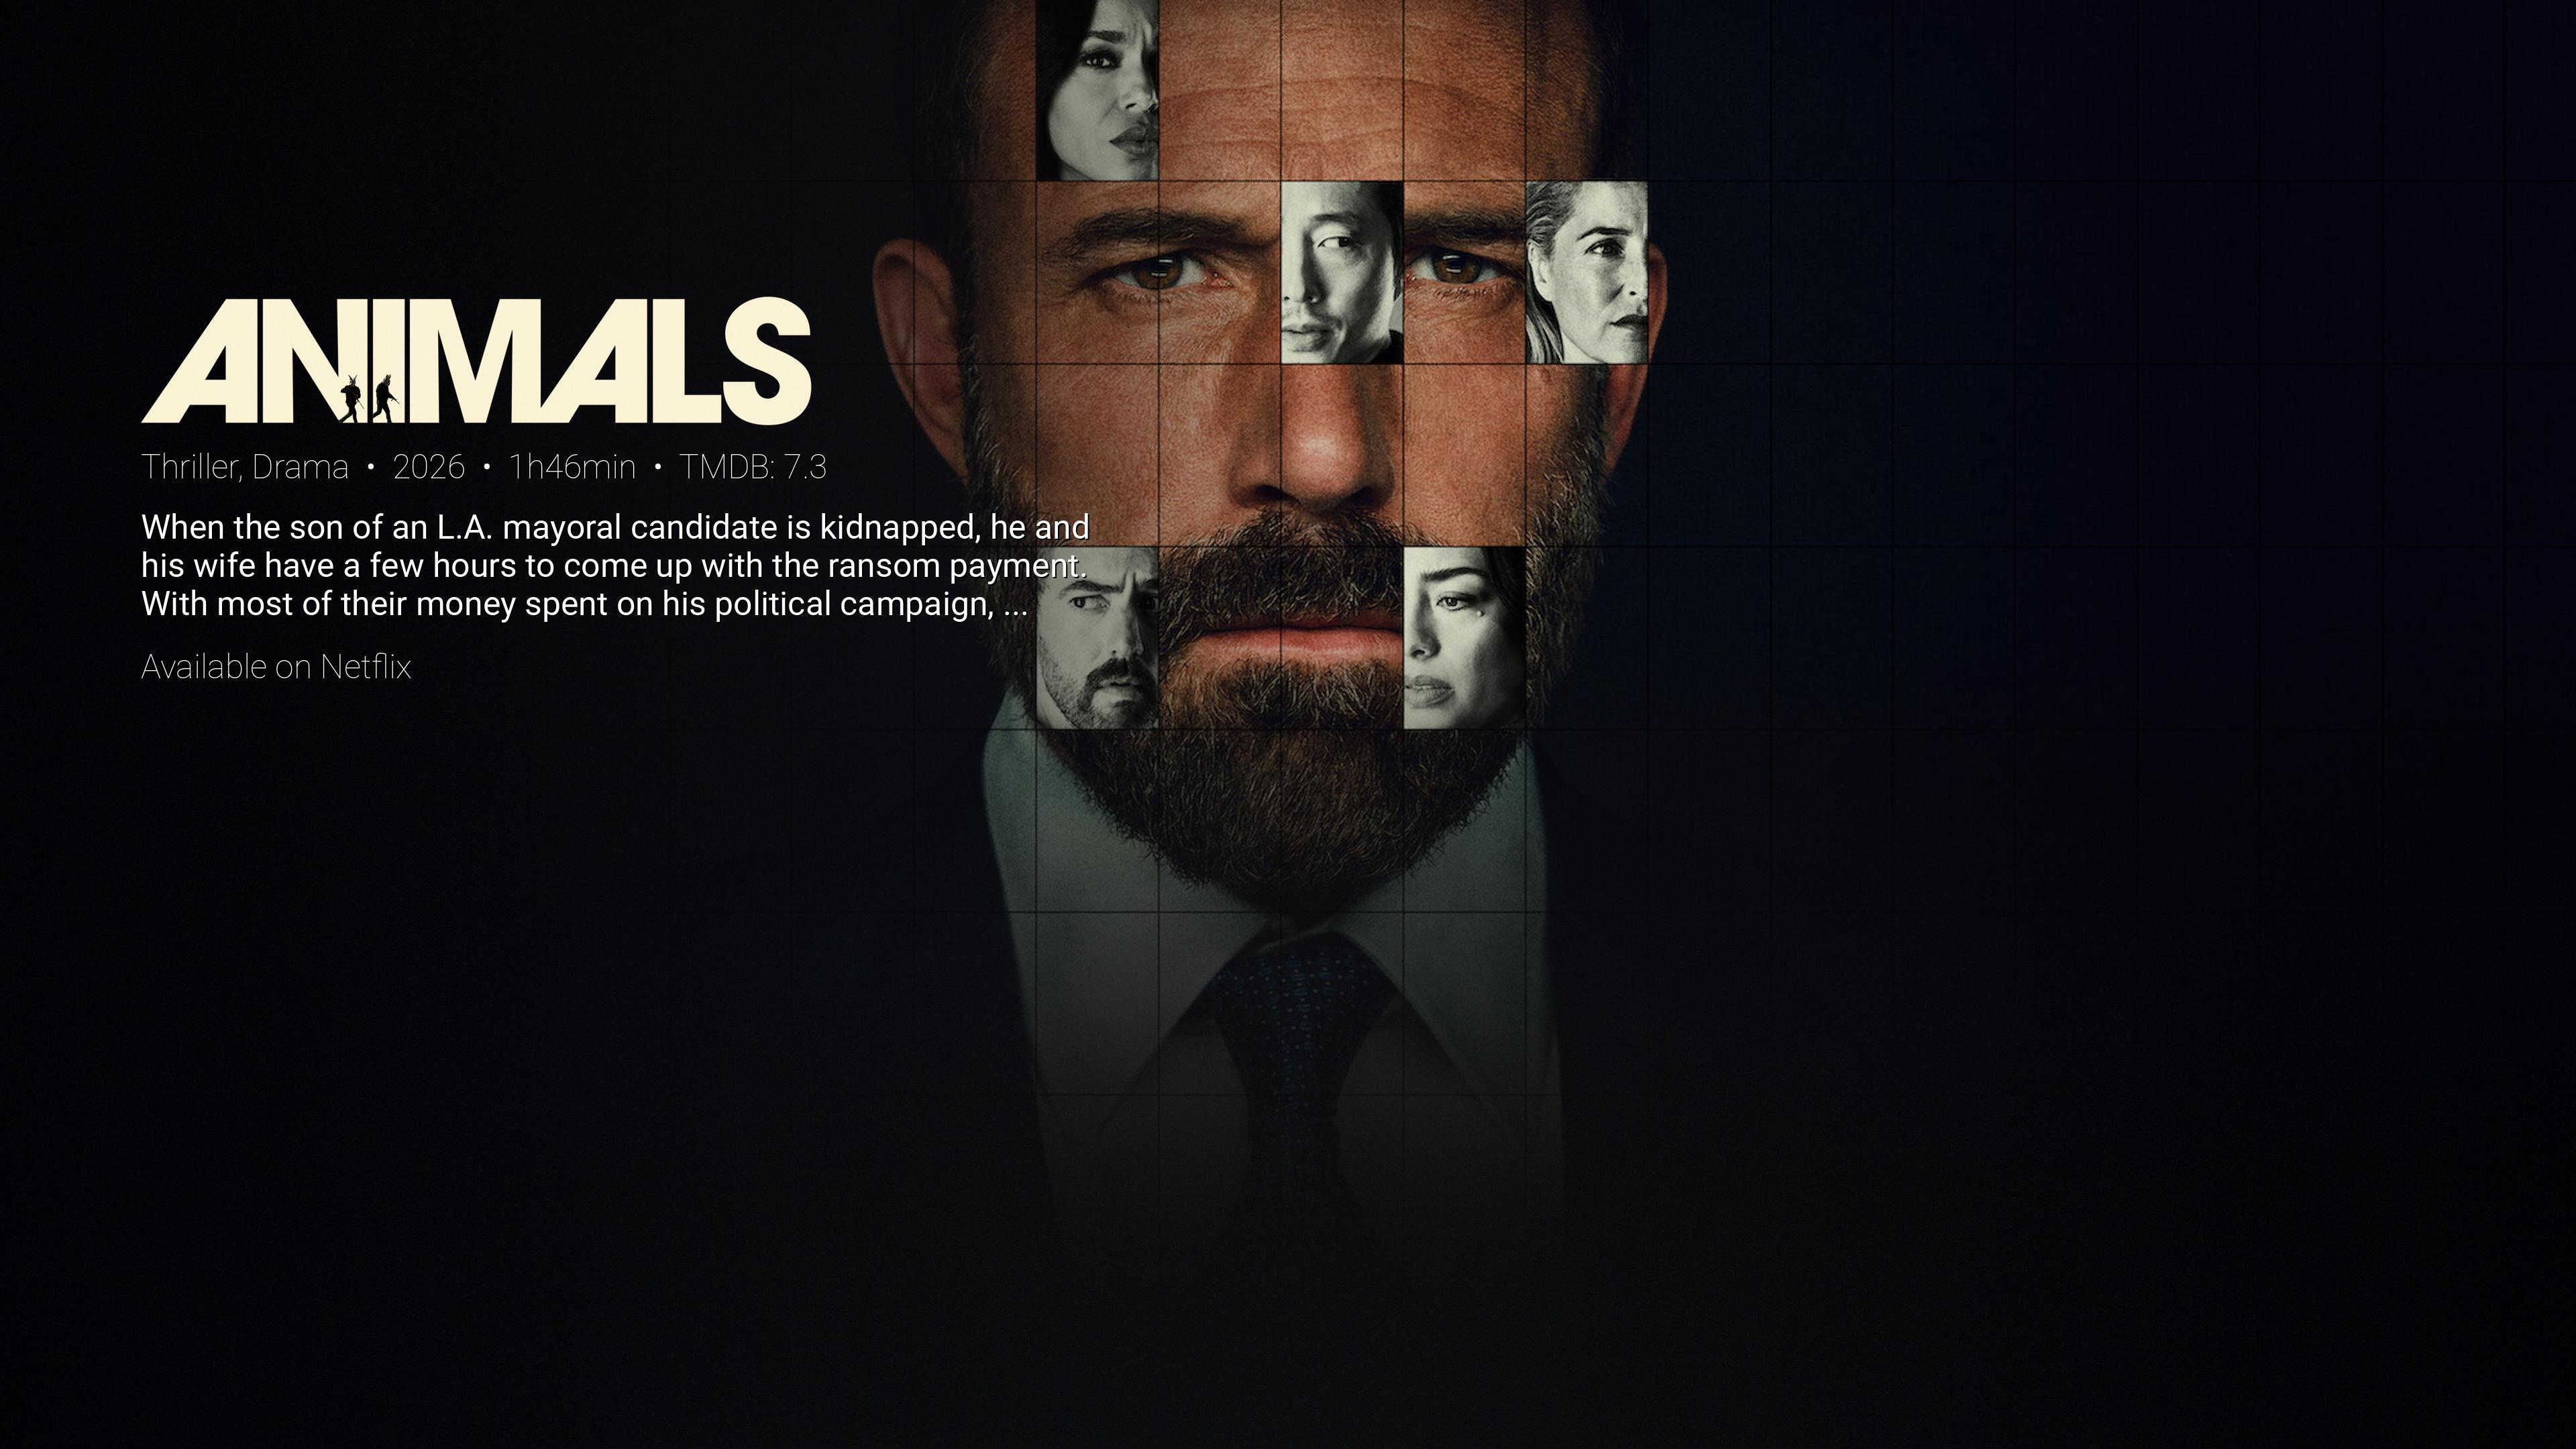 ANIMALS
Thriller, Drama • 2026 • 1h46min • TMDB: 7.3
When the son of an L.A. mayoral candidate is kidnapped, he and
his wife have a few hours to come up with the ransom payment.
With most of their money spent on his political campaign, ...
Available on Netflix